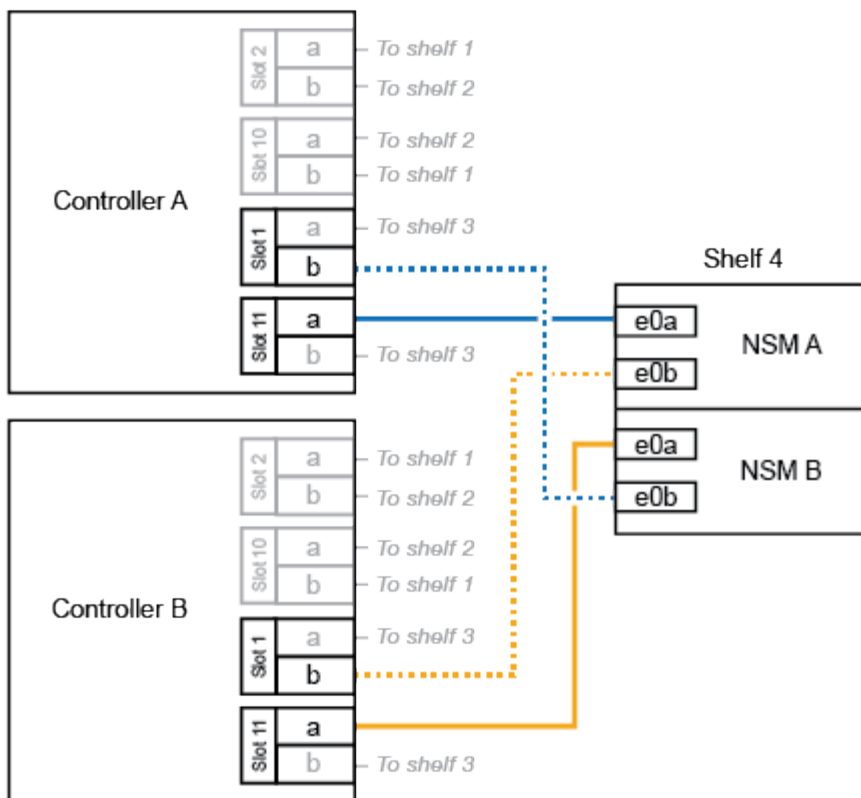 Controller A
Slot 2
a
To shelf 1
b
To shelf 2
Slot 10
a
To shelf 2
b
To shelf 1
Slot 1
a
To shelf 3
b
Slot 11
a
b
To shelf 3
Shelf 4
e0a
NSM A
e0b
e0a
NSM B
e0b
Controller B
Slot 2
a
To shelf 1
b
To shelf 2
Slot 10
a
To shelf 2
b
To shelf 1
Slot 1
a
To shelf 3
b
Slot 11
a
b
To shelf 3